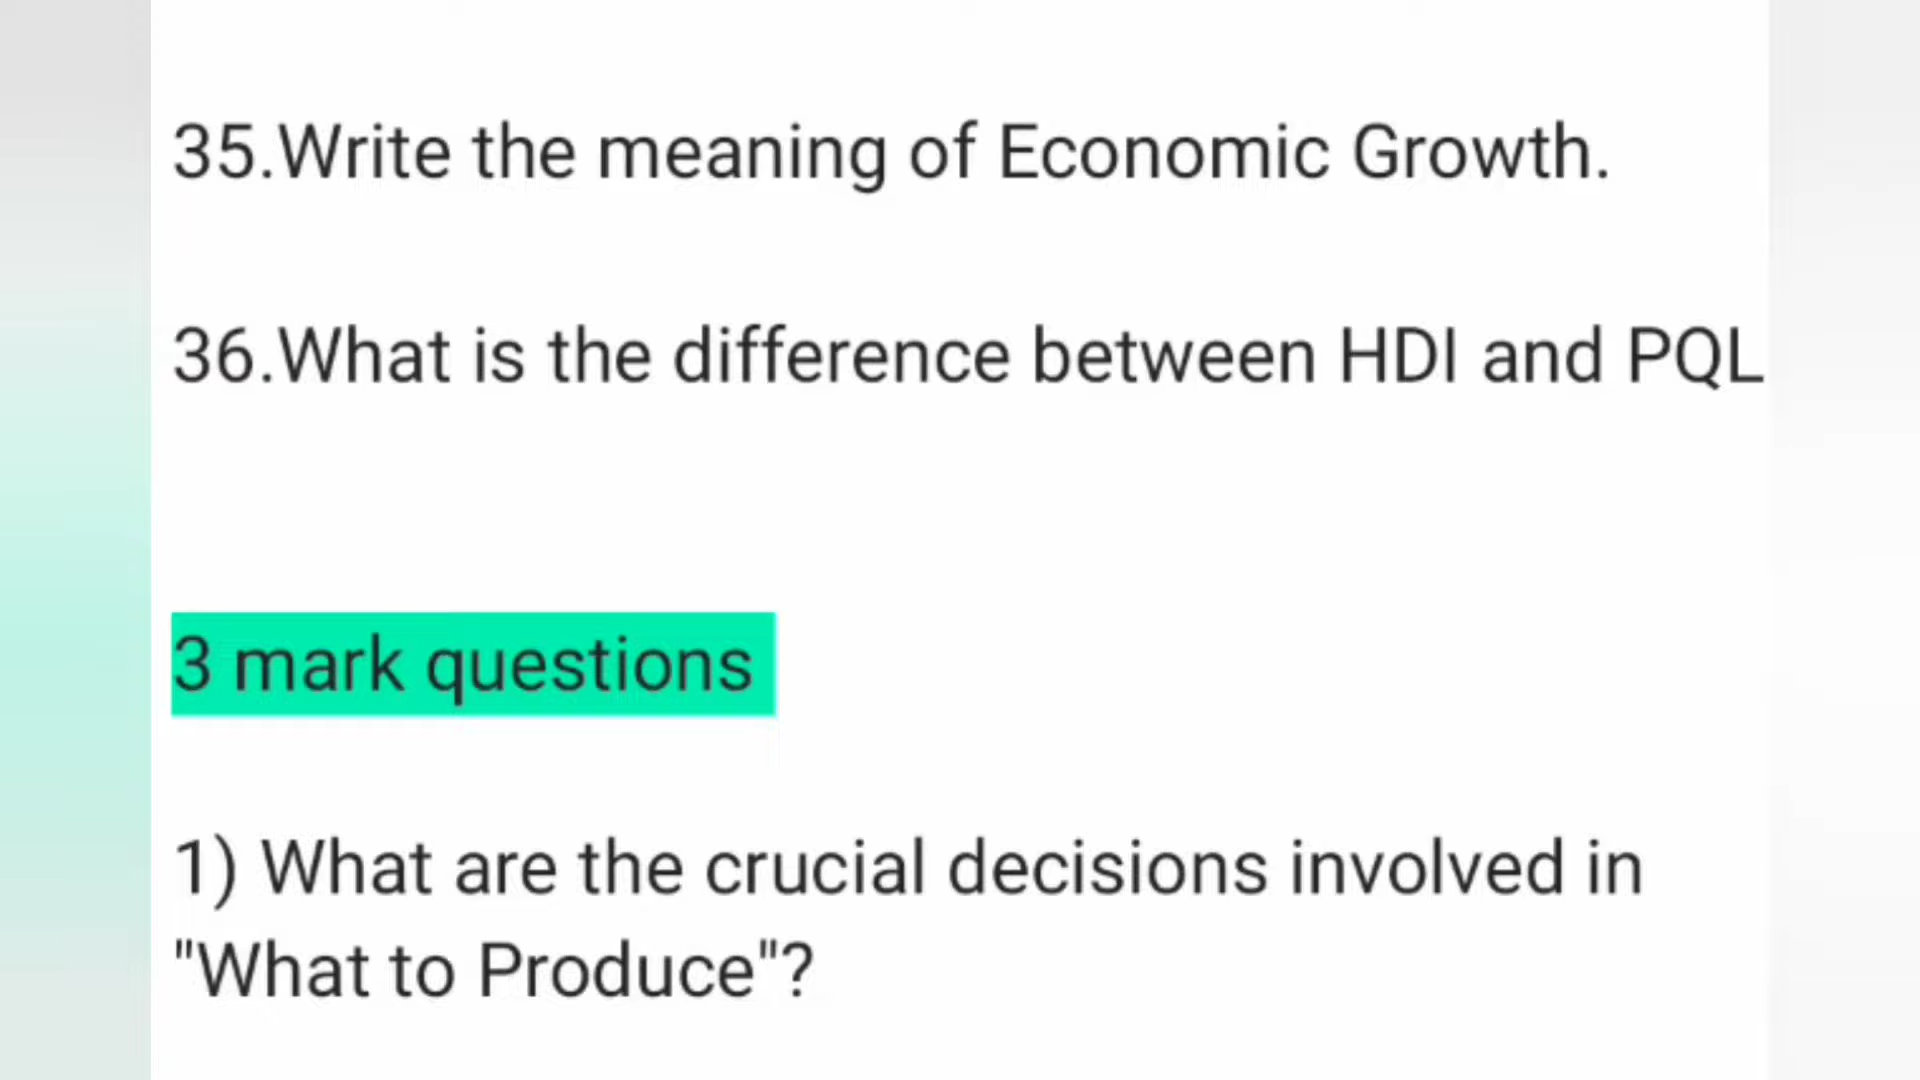 35.Write the meaning of Economic Growth.
36.What is the difference between HDI and PQL
3 mark questions
1) What are the crucial decisions involved in
"What to Produce"?